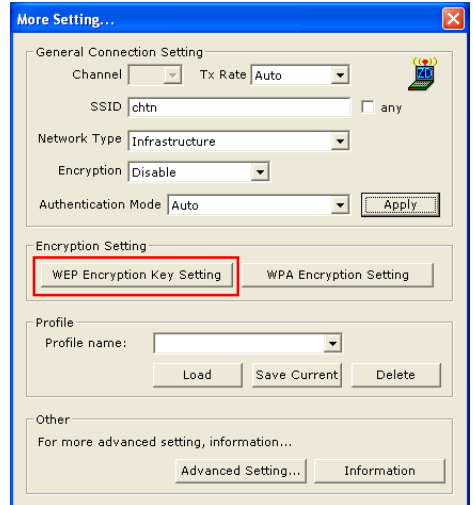 More Setting...
General Connection Setting
Channel Tx Rate Auto
SSID chtn any
Network Type Infrastructure
Encryption Disable
Authentication Mode Auto Apply
Encryption Setting
WEP Encryption Key Setting WPA Encryption Setting
Profile
Profile name:
Load Save Current Delete
Other
For more advanced setting, information...
Advanced Setting... Information
ZD